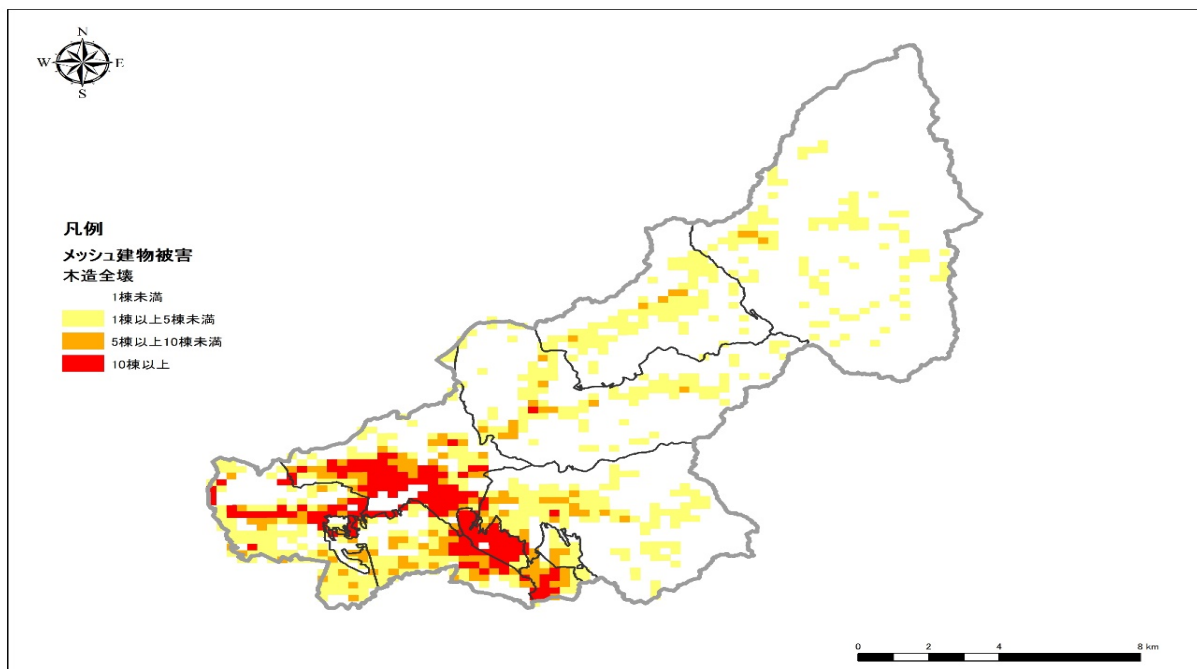 N
W E
S
凡例
メッシュ建物被害
木造全壊
1棟未満
1棟以上5棟未満
5棟以上10棟未満
10棟以上
0 2 4 8 km